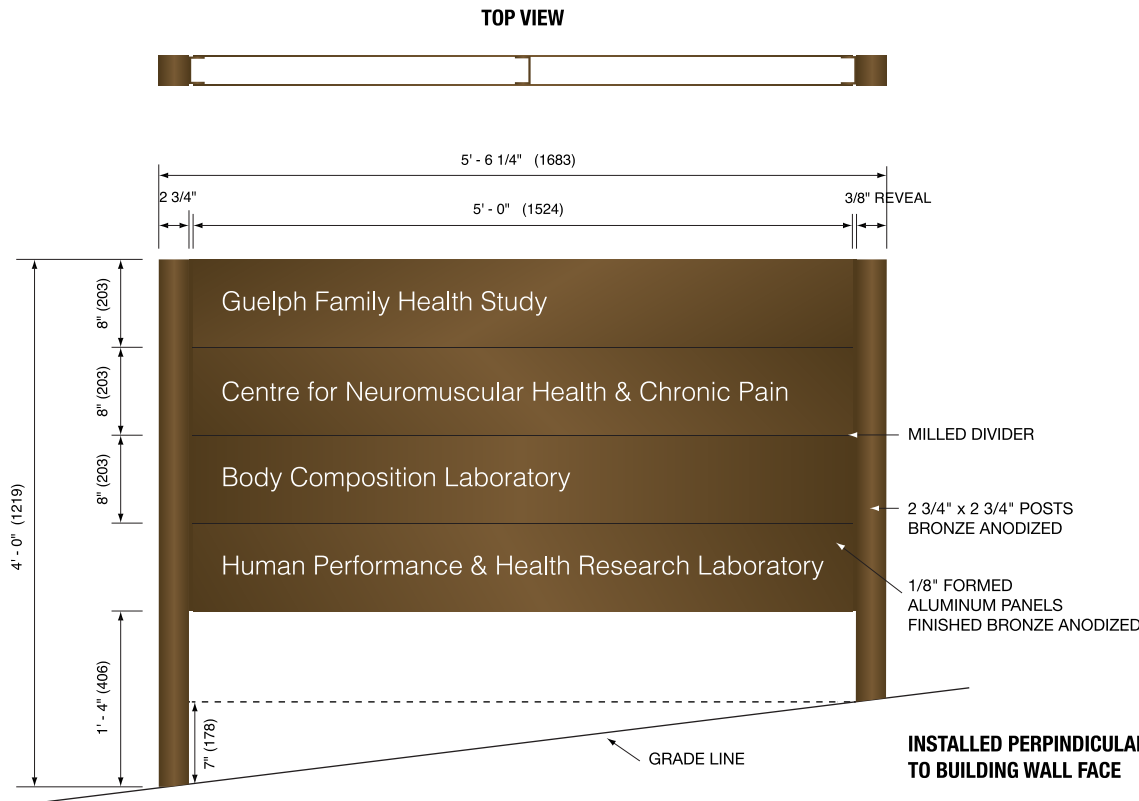 TOP VIEW
5' - 6 1/4" (1683)
2 3/4"
5' - 0" (1524)
3/8" REVEAL
8" (203)
Guelph Family Health Study
8" (203)
Centre for Neuromuscular Health & Chronic Pain
MILLED DIVIDER
8" (203)
Body Composition Laboratory
2 3/4" x 2 3/4" POSTS
BRONZE ANODIZED
4' - 0" (1219)
Human Performance & Health Research Laboratory
1/8" FORMED
ALUMINUM PANELS
FINISHED BRONZE ANODIZED
1' - 4" (406)
7" (178)
GRADE LINE
INSTALLED PERPINDICULAR
TO BUILDING WALL FACE